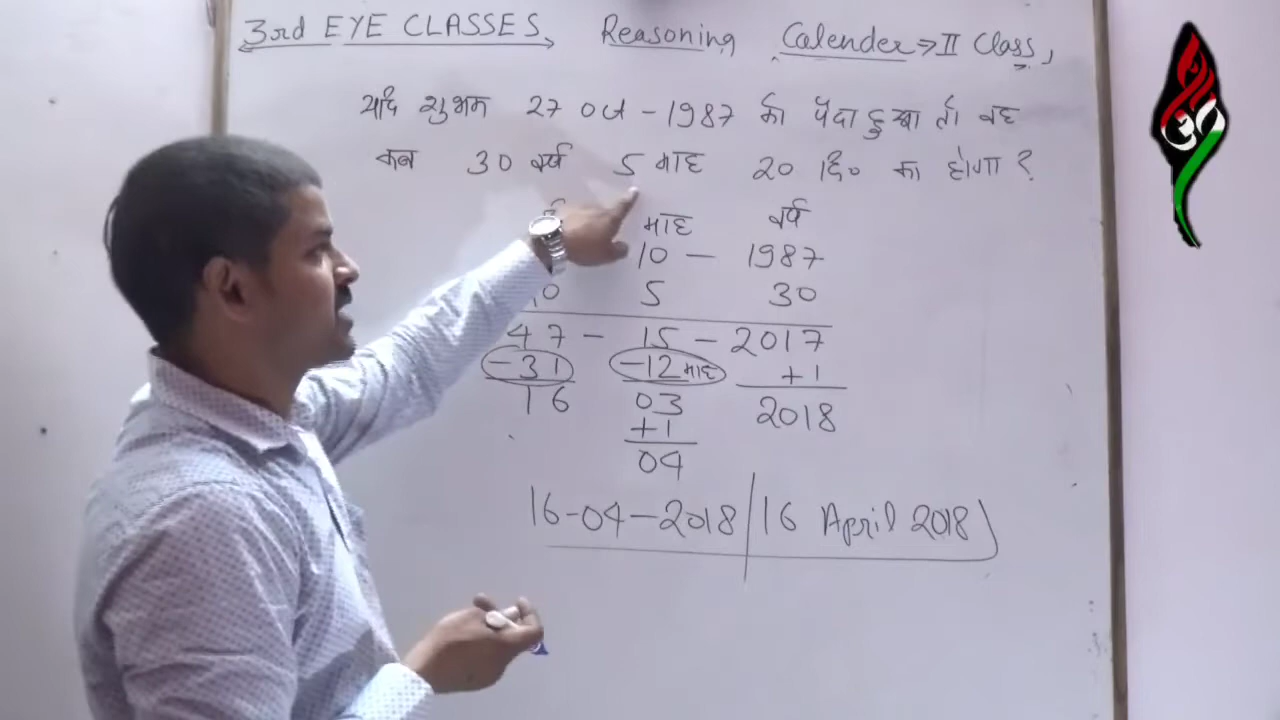 3rd EYE CLASSES, Reasoning Calender → II Class,
यदि शुभम 27 Oct - 1987 को पैदा हुआ तो वह
कब 30 वर्ष 5 माह 20 दि० का होगा ?
माह वर्ष
10 - 1987
5 30
47 - 15 - 2017
-31 -12 माह +1
16 03 2018
+1
04
16-04-2018 | 16 April 2018